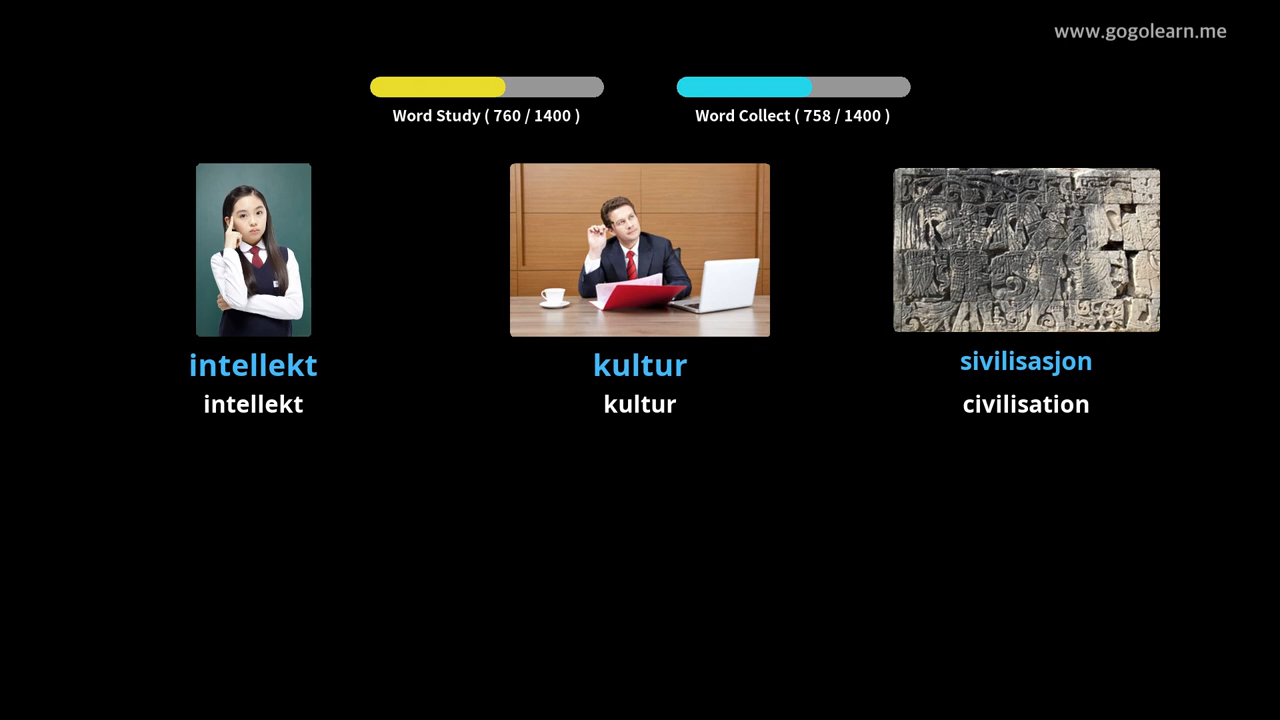 www.gogolearn.me
Word Study ( 760 / 1400 )
Word Collect ( 758 / 1400 )
intellekt
kultur
sivilisasjon
intellekt
kultur
civilisation